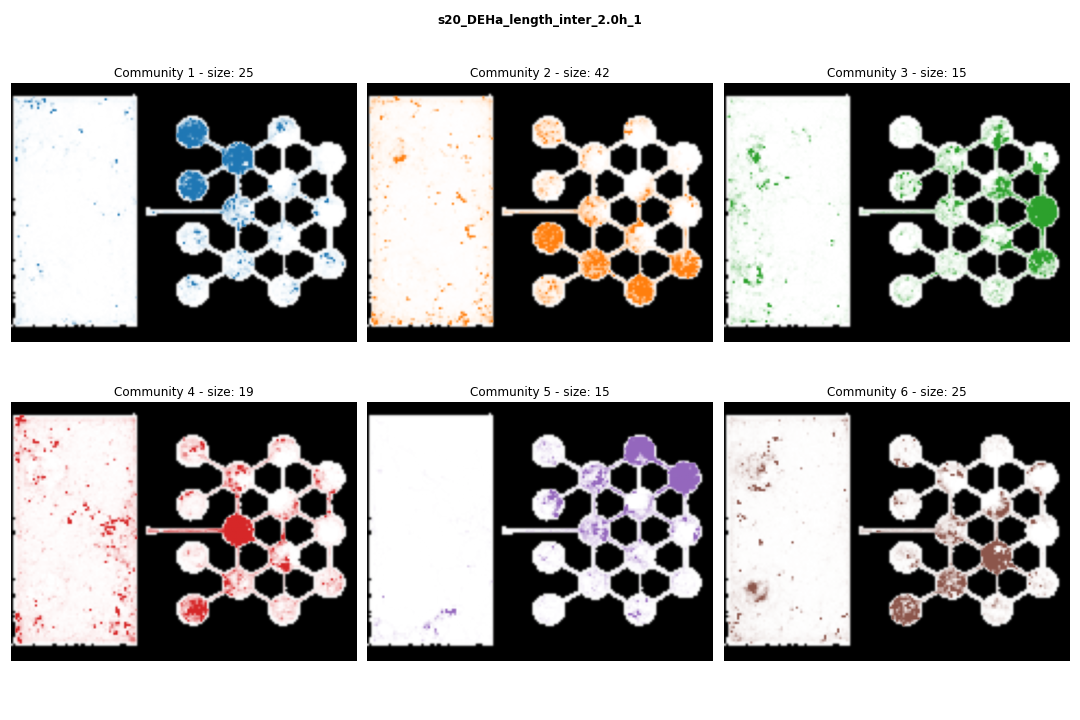 s20_DEHa_length_inter_2.0h_1
Community 1 - size: 25
Community 2 - size: 42
Community 3 - size: 15
Community 4 - size: 19
Community 5 - size: 15
Community 6 - size: 25